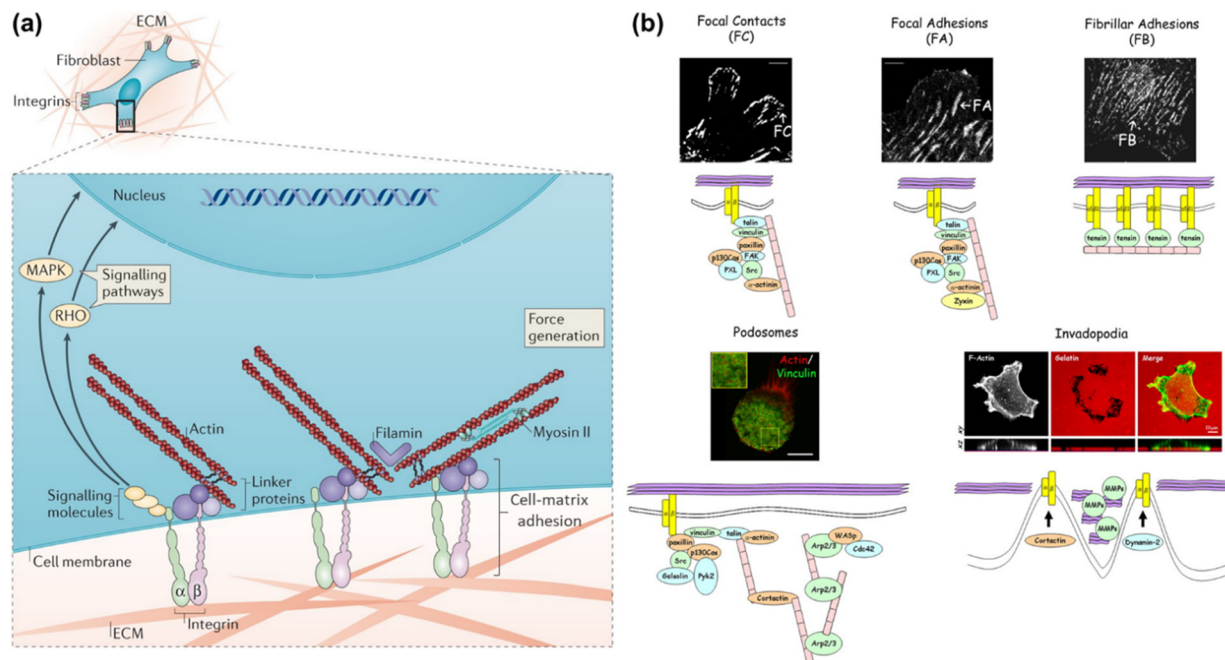 (a)
ECM
Fibroblast
Integrins
Nucleus
MAPK
Signalling
pathways
RHO
Force
generation
Actin
Filamin
Myosin II
Signalling
molecules
Linker
proteins
Cell-matrix
adhesion
Cell membrane
α β
Integrin
ECM
(b)
Focal Contacts
(FC)
Focal Adhesions
(FA)
Fibrillar Adhesions
(FB)
FC
FA
FB
α β
talin
vinculin
paxillin
p130Cas
FAK
PXL
Src
α-actinin
α β
talin
vinculin
paxillin
p130Cas
FAK
PXL
Src
α-actinin
Zyxin
tensin tensin tensin tensin
Podosomes
Actin/
Vinculin
α β
paxillin
vinculin
talin
α-actinin
p130Cas
Src
Gelsolin
Pyk2
Cortactin
Arp2/3
WASp
Cdc42
Arp2/3
Arp2/3
Invadopodia
F-Actin Gelatin Merge
xy
xz
α β
MMPs
MMPs
MMPs
α β
Cortactin
Dynamin-2